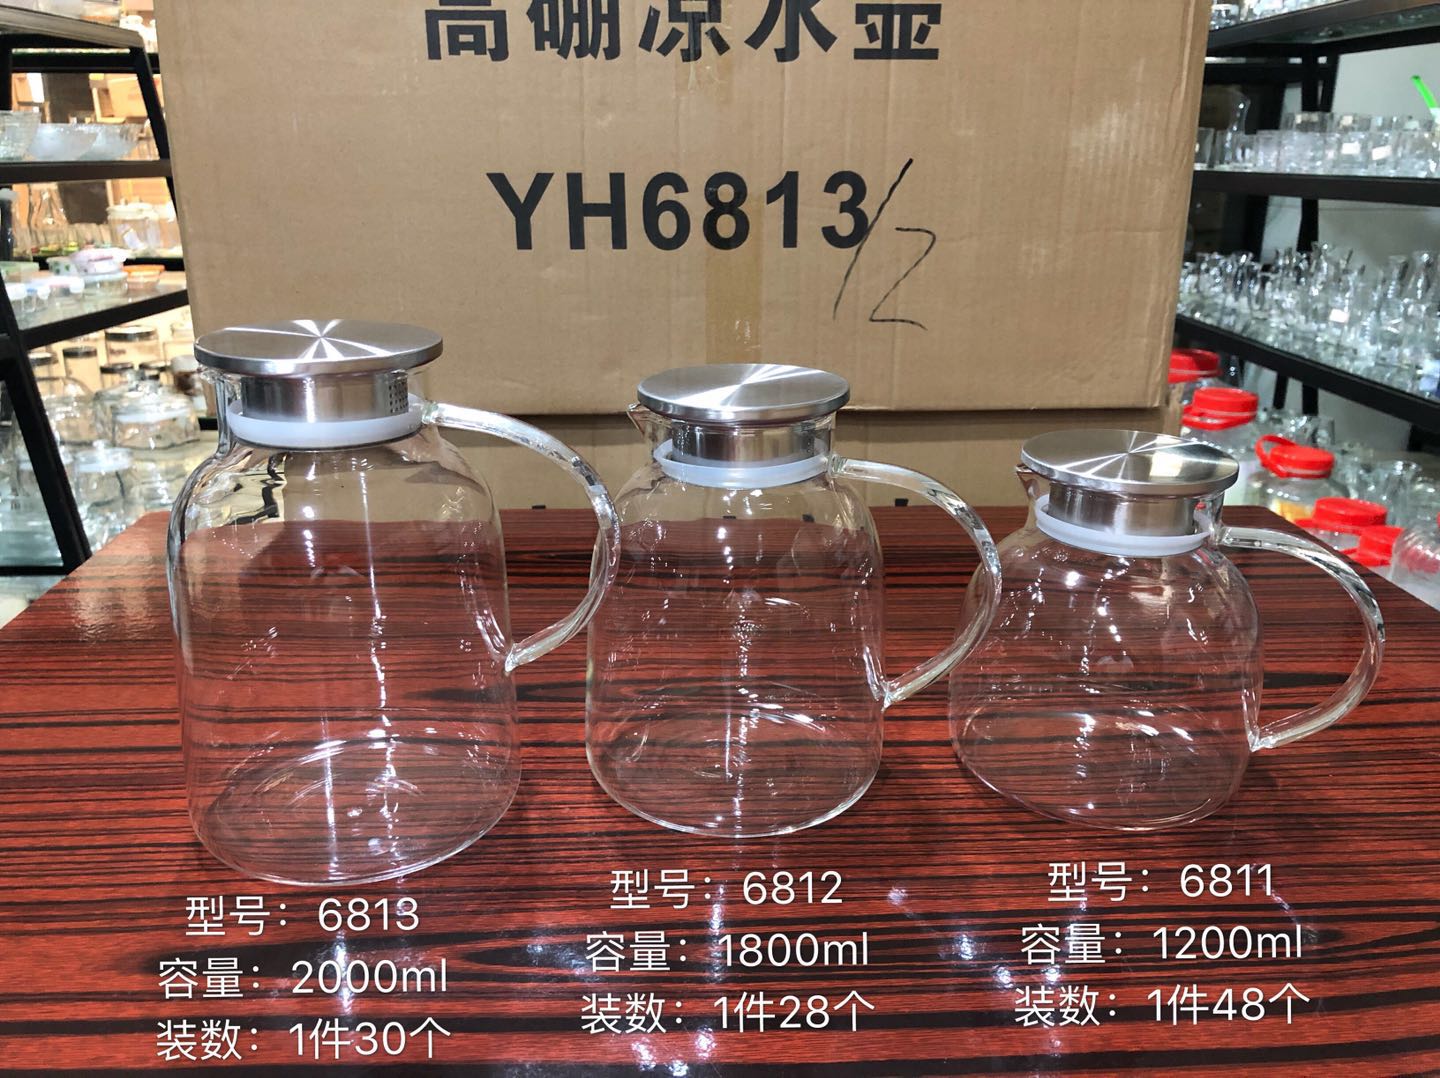 高硼凉水壶
YH6813/2
型号：6813
容量：2000ml
装数：1件30个
型号：6812
容量：1800ml
装数：1件28个
型号：6811
容量：1200ml
装数：1件48个